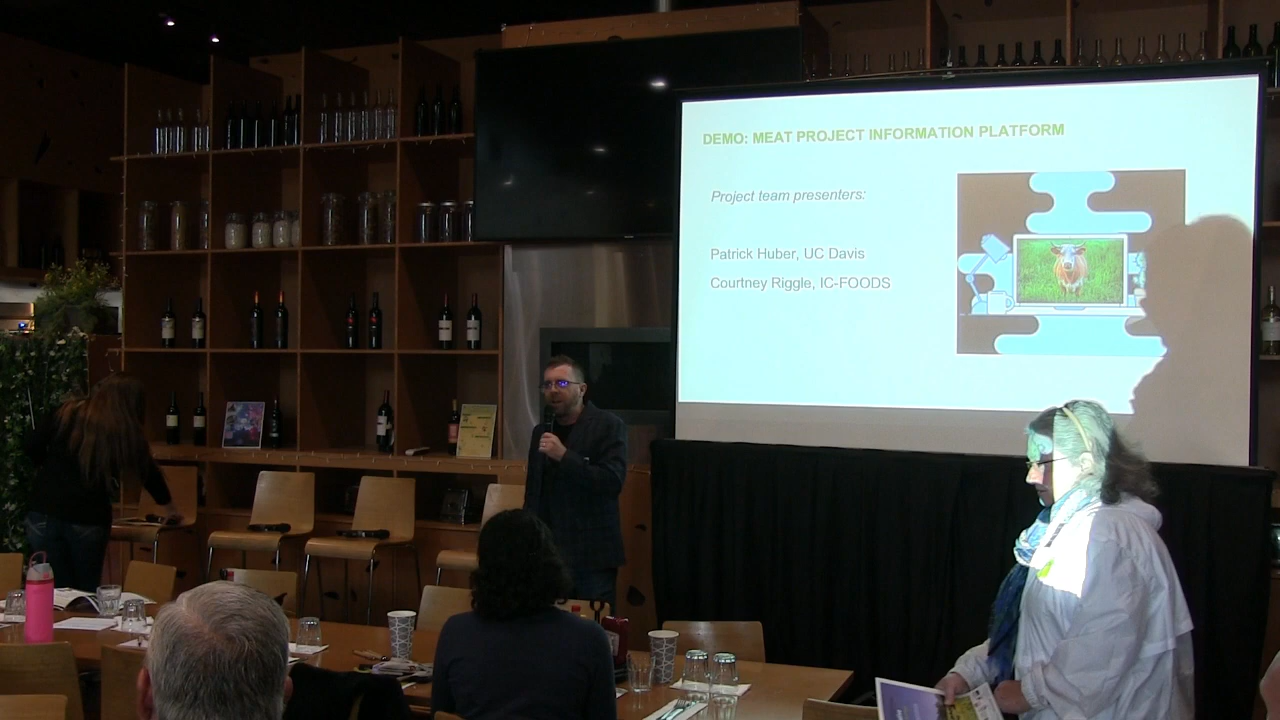 DEMO: MEAT PROJECT INFORMATION PLATFORM
Project team presenters:
Patrick Huber, UC Davis
Courtney Riggle, IC-FOODS